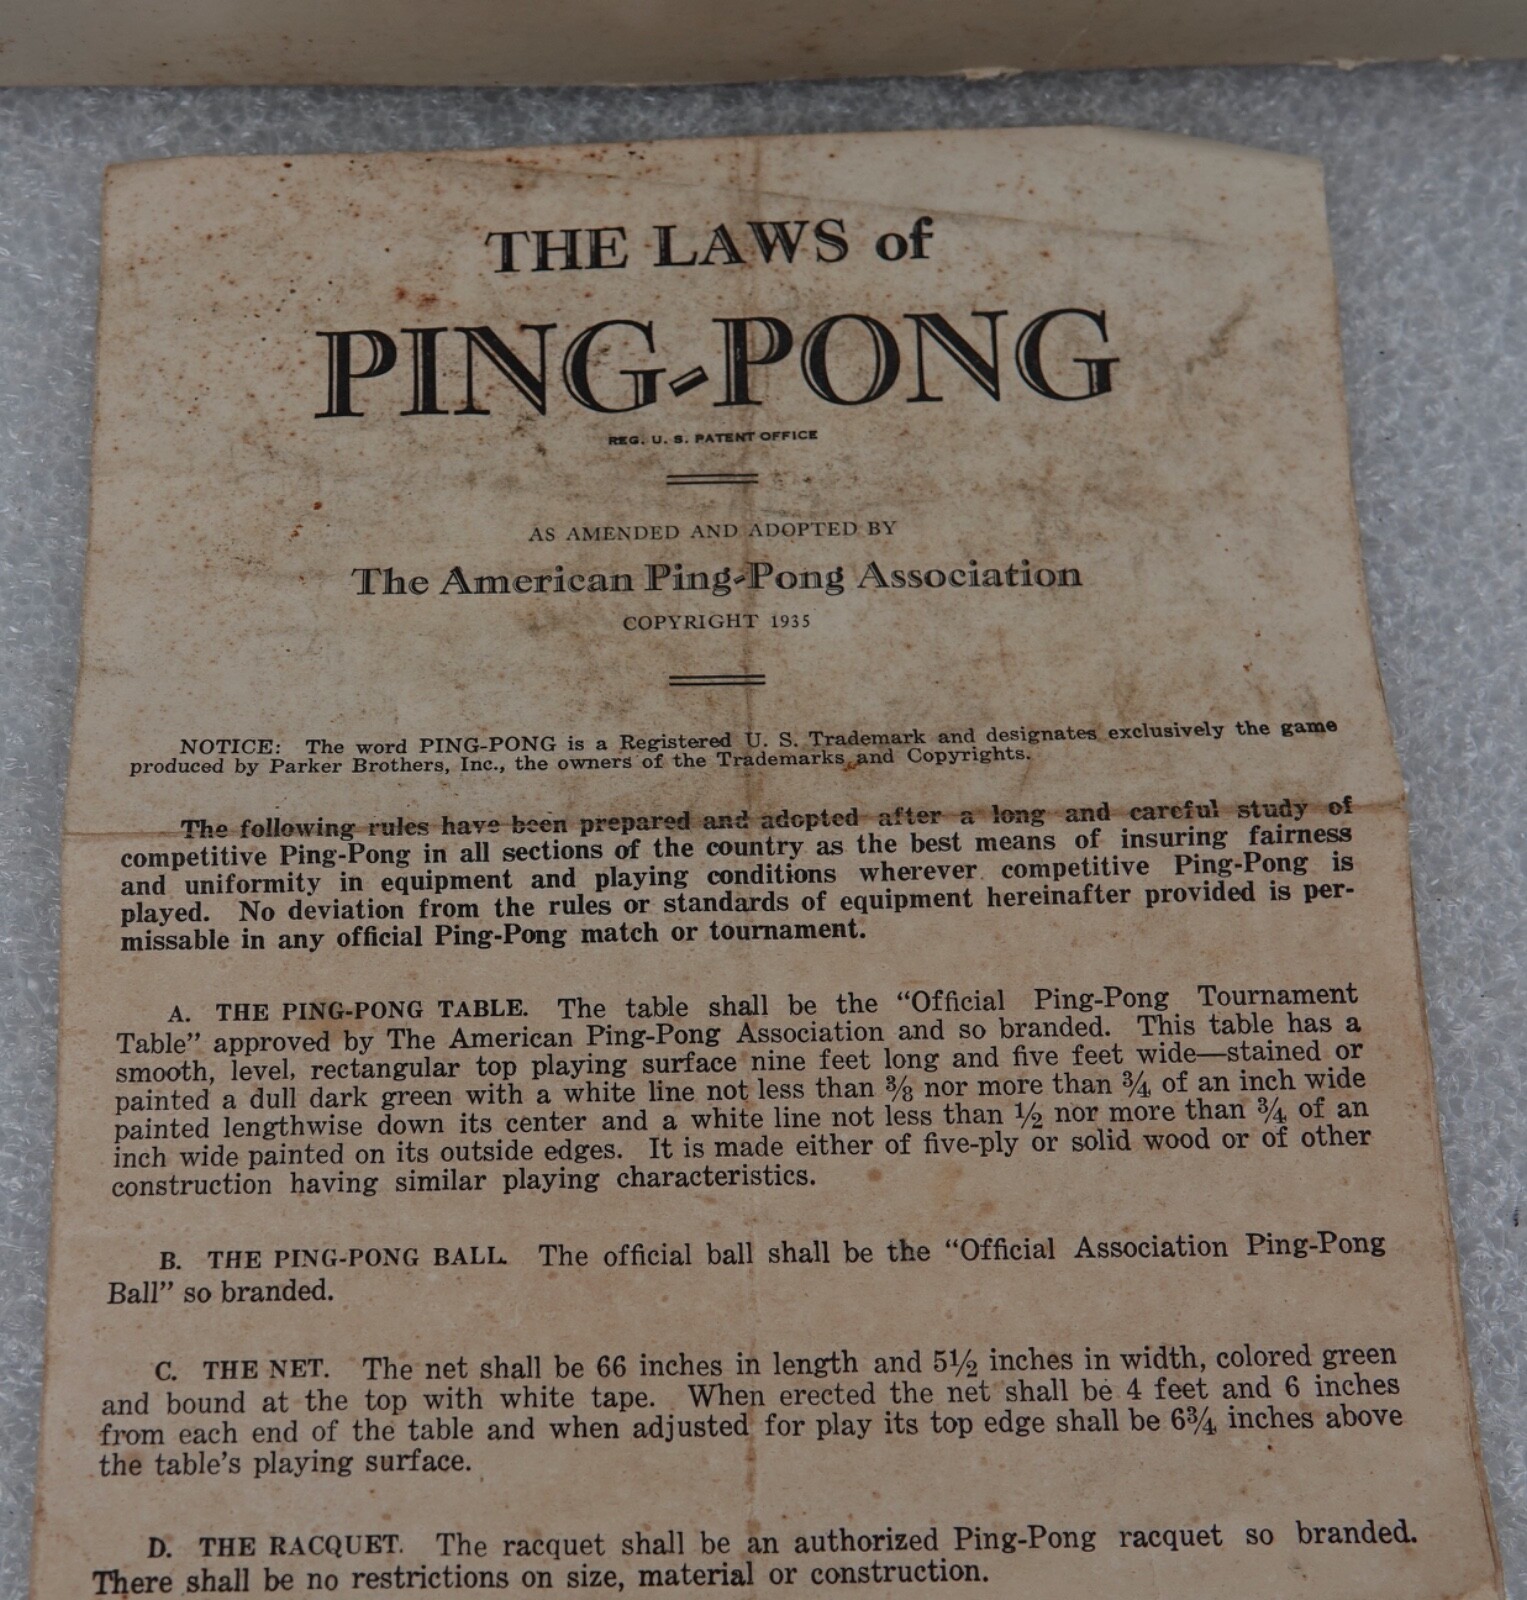 THE LAWS of
PING-PONG
REG. U. S. PATENT OFFICE
AS AMENDED AND ADOPTED BY
The American Ping-Pong Association
COPYRIGHT 1935
NOTICE: The word PING-PONG is a Registered U. S. Trademark and designates exclusively the game
produced by Parker Brothers, Inc., the owners of the Trademarks and Copyrights.
The following rules have been prepared and adopted after a long and careful study of
competitive Ping-Pong in all sections of the country as the best means of insuring fairness
and uniformity in equipment and playing conditions wherever competitive Ping-Pong is
played. No deviation from the rules or standards of equipment hereinafter provided is per-
missable in any official Ping-Pong match or tournament.
A. THE PING-PONG TABLE. The table shall be the “Official Ping-Pong Tournament
Table” approved by The American Ping-Pong Association and so branded. This table has a
smooth, level, rectangular top playing surface nine feet long and five feet wide—stained or
painted a dull dark green with a white line not less than ⅜ nor more than ¾ of an inch wide
painted lengthwise down its center and a white line not less than ½ nor more than ¾ of an
inch wide painted on its outside edges. It is made either of five-ply or solid wood or of other
construction having similar playing characteristics.
B. THE PING-PONG BALL. The official ball shall be the “Official Association Ping-Pong
Ball” so branded.
C. THE NET. The net shall be 66 inches in length and 5½ inches in width, colored green
and bound at the top with white tape. When erected the net shall be 4 feet and 6 inches
from each end of the table and when adjusted for play its top edge shall be 6¾ inches above
the table’s playing surface.
D. THE RACQUET. The racquet shall be an authorized Ping-Pong racquet so branded.
There shall be no restrictions on size, material or construction.